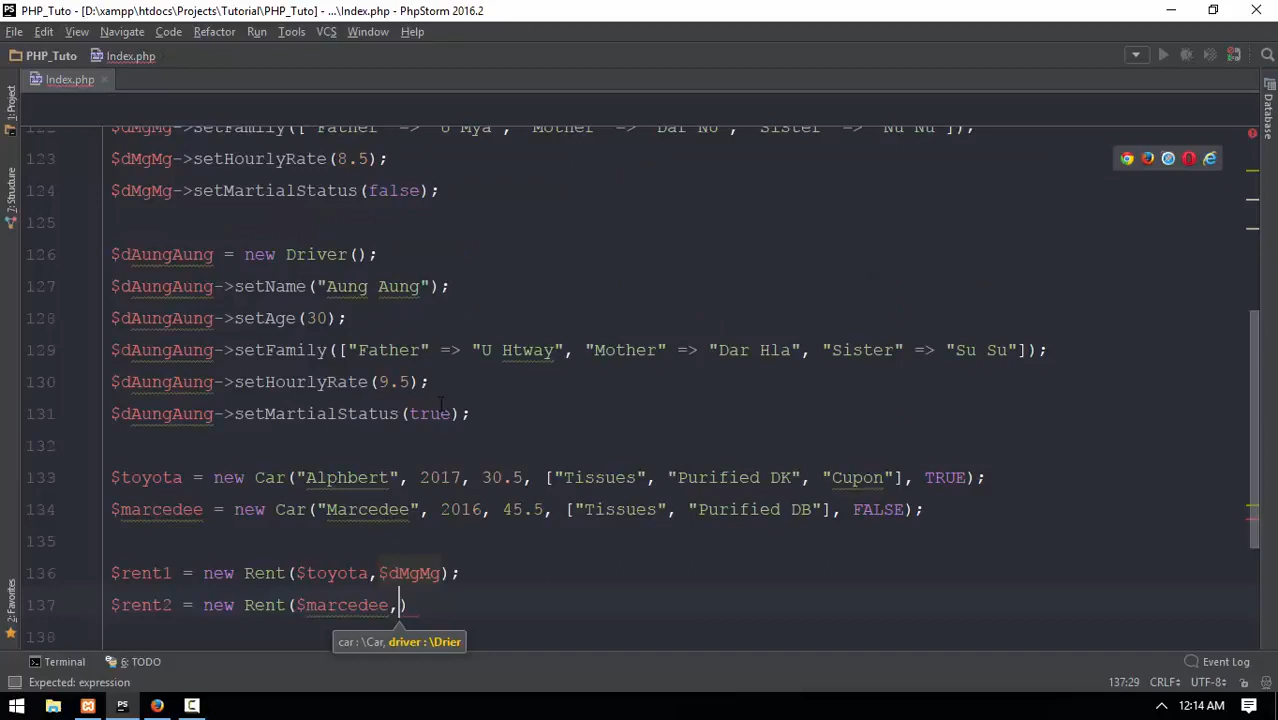 PHP_Tuto - [D:\xampp\htdocs\Projects\Tutorial\PHP_Tuto] - ...\Index.php - PhpStorm 2016.2
File Edit View Navigate Code Refactor Run Tools VCS Window Help
PHP_Tuto Index.php
Index.php
1: Project
7: Structure
2: Favorites
Database
$dMgMg->setFamily(["Father" => "U Mya", "Mother" => "Dar No", "Sister" => "Nu Nu"]);
123 $dMgMg->setHourlyRate(8.5);
124 $dMgMg->setMartialStatus(false);
125
126 $dAungAung = new Driver();
127 $dAungAung->setName("Aung Aung");
128 $dAungAung->setAge(30);
129 $dAungAung->setFamily(["Father" => "U Htway", "Mother" => "Dar Hla", "Sister" => "Su Su"]);
130 $dAungAung->setHourlyRate(9.5);
131 $dAungAung->setMartialStatus(true);
132
133 $toyota = new Car("Alphbert", 2017, 30.5, ["Tissues", "Purified DK", "Cupon"], TRUE);
134 $marcedee = new Car("Marcedee", 2016, 45.5, ["Tissues", "Purified DB"], FALSE);
135
136 $rent1 = new Rent($toyota,$dMgMg);
137 $rent2 = new Rent($marcedee,)
138
car : \Car, driver : \Drier
Terminal 6: TODO Event Log
Expected: expression 137:29 CRLF÷ UTF-8÷
PS C 12:14 AM